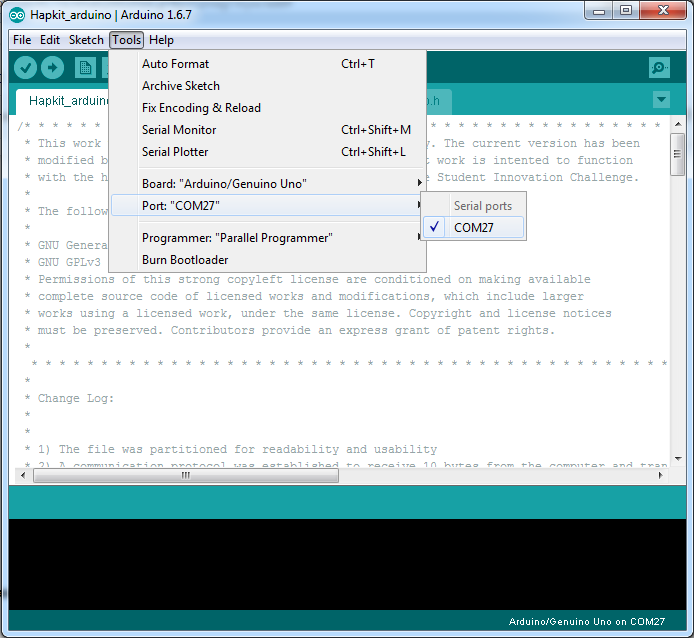 Hapkit_arduino | Arduino 1.6.7
File Edit Sketch Tools Help
Auto Format Ctrl+T
Archive Sketch
Fix Encoding & Reload
Serial Monitor Ctrl+Shift+M
Serial Plotter Ctrl+Shift+L
Board: "Arduino/Genuino Uno"
Port: "COM27"
Programmer: "Parallel Programmer"
Burn Bootloader
Serial ports
✓ COM27
Hapkit_arduino .h
/* * * * * * * * * * * * * * * * * * * * * * * * * *
* This work y. The current version has been
* modified b t work is intented to function
* with the h e Student Innovation Challenge.
*
* The follow
*
* GNU Genera
* GNU GPLv3
* Permissions of this strong copyleft license are conditioned on making available
* complete source code of licensed works and modifications, which include larger
* works using a licensed work, under the same license. Copyright and license notices
* must be preserved. Contributors provide an express grant of patent rights.
*
* * * * * * * * * * * * * * * * * * * * * * * * * * * * * * * * * * * * * * * * * * * * *
*
* Change Log:
*
*
* 1) The file was partitioned for readability and usability
* 2) A communication protocol was established to receive 10 bytes from the computer and tran
Arduino/Genuino Uno on COM27